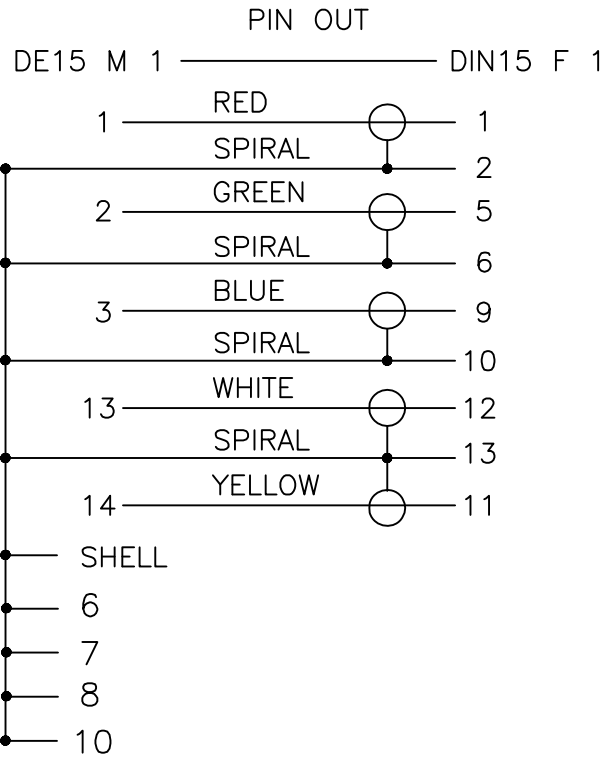 PIN OUT
DE15 M 1 DIN15 F 1
RED
1 1
SPIRAL
2
GREEN
2 5
SPIRAL
6
BLUE
3 9
SPIRAL
10
WHITE
13 12
SPIRAL
13
YELLOW
14 11
SHELL
6
7
8
10